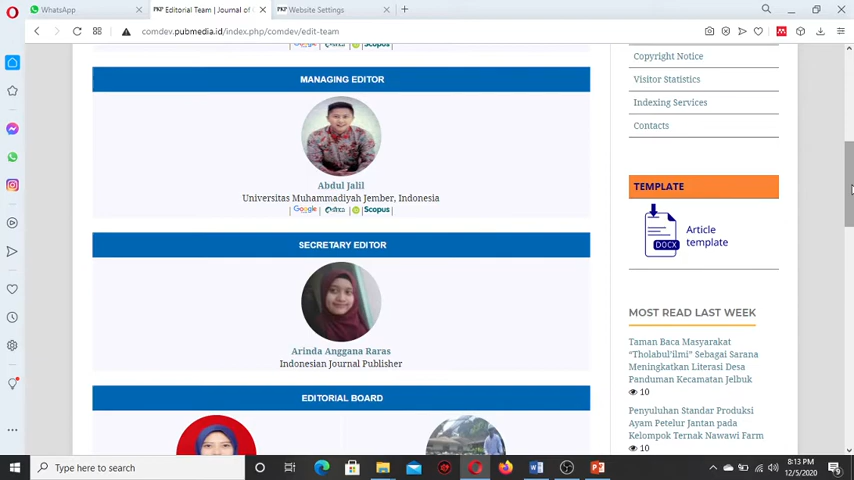 WhatsApp
Editorial Team | Journal of
PKP Website Settings
comdev.pubmedia.id/index.php/comdev/edit-team
Scopus
MANAGING EDITOR
Abdul Jalil
Universitas Muhammadiyah Jember, Indonesia
| Google | | Scopus |
SECRETARY EDITOR
Arinda Anggana Raras
Indonesian Journal Publisher
EDITORIAL BOARD
Copyright Notice
Visitor Statistics
Indexing Services
Contacts
TEMPLATE
DOCX
Article
template
MOST READ LAST WEEK
Taman Baca Masyarakat
“Tholabul’ilmi” Sebagai Sarana
Meningkatkan Literasi Desa
Panduman Kecamatan Jelbuk
10
Penyuluhan Standar Produksi
Ayam Petelur Jantan pada
Kelompok Ternak Nawawi Farm
10
Type here to search
8:13 PM
12/5/2020